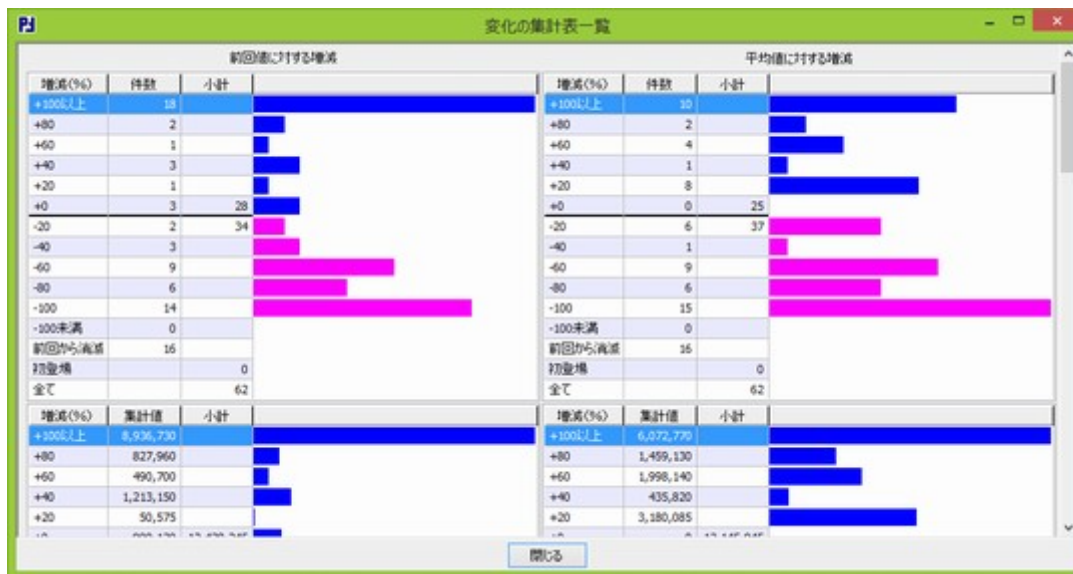 変化の集計表一覧
前回値に対する増減
増減(%) 件数 小計
+100以上 18
+80 2
+60 1
+40 3
+20 1
+0 3 28
-20 2 34
-40 3
-60 9
-80 6
-100 14
-100未満 0
前回から消滅 16
初登場 0
全て 62
増減(%) 集計値 小計
+100以上 8,936,730
+80 827,960
+60 490,700
+40 1,213,150
+20 50,575
平均値に対する増減
増減(%) 件数 小計
+100以上 10
+80 2
+60 4
+40 1
+20 8
+0 0 25
-20 6 37
-40 1
-60 9
-80 6
-100 15
-100未満 0
前回から消滅 16
初登場 0
全て 62
増減(%) 集計値 小計
+100以上 6,072,770
+80 1,459,130
+60 1,998,140
+40 435,820
+20 3,180,085
閉じる